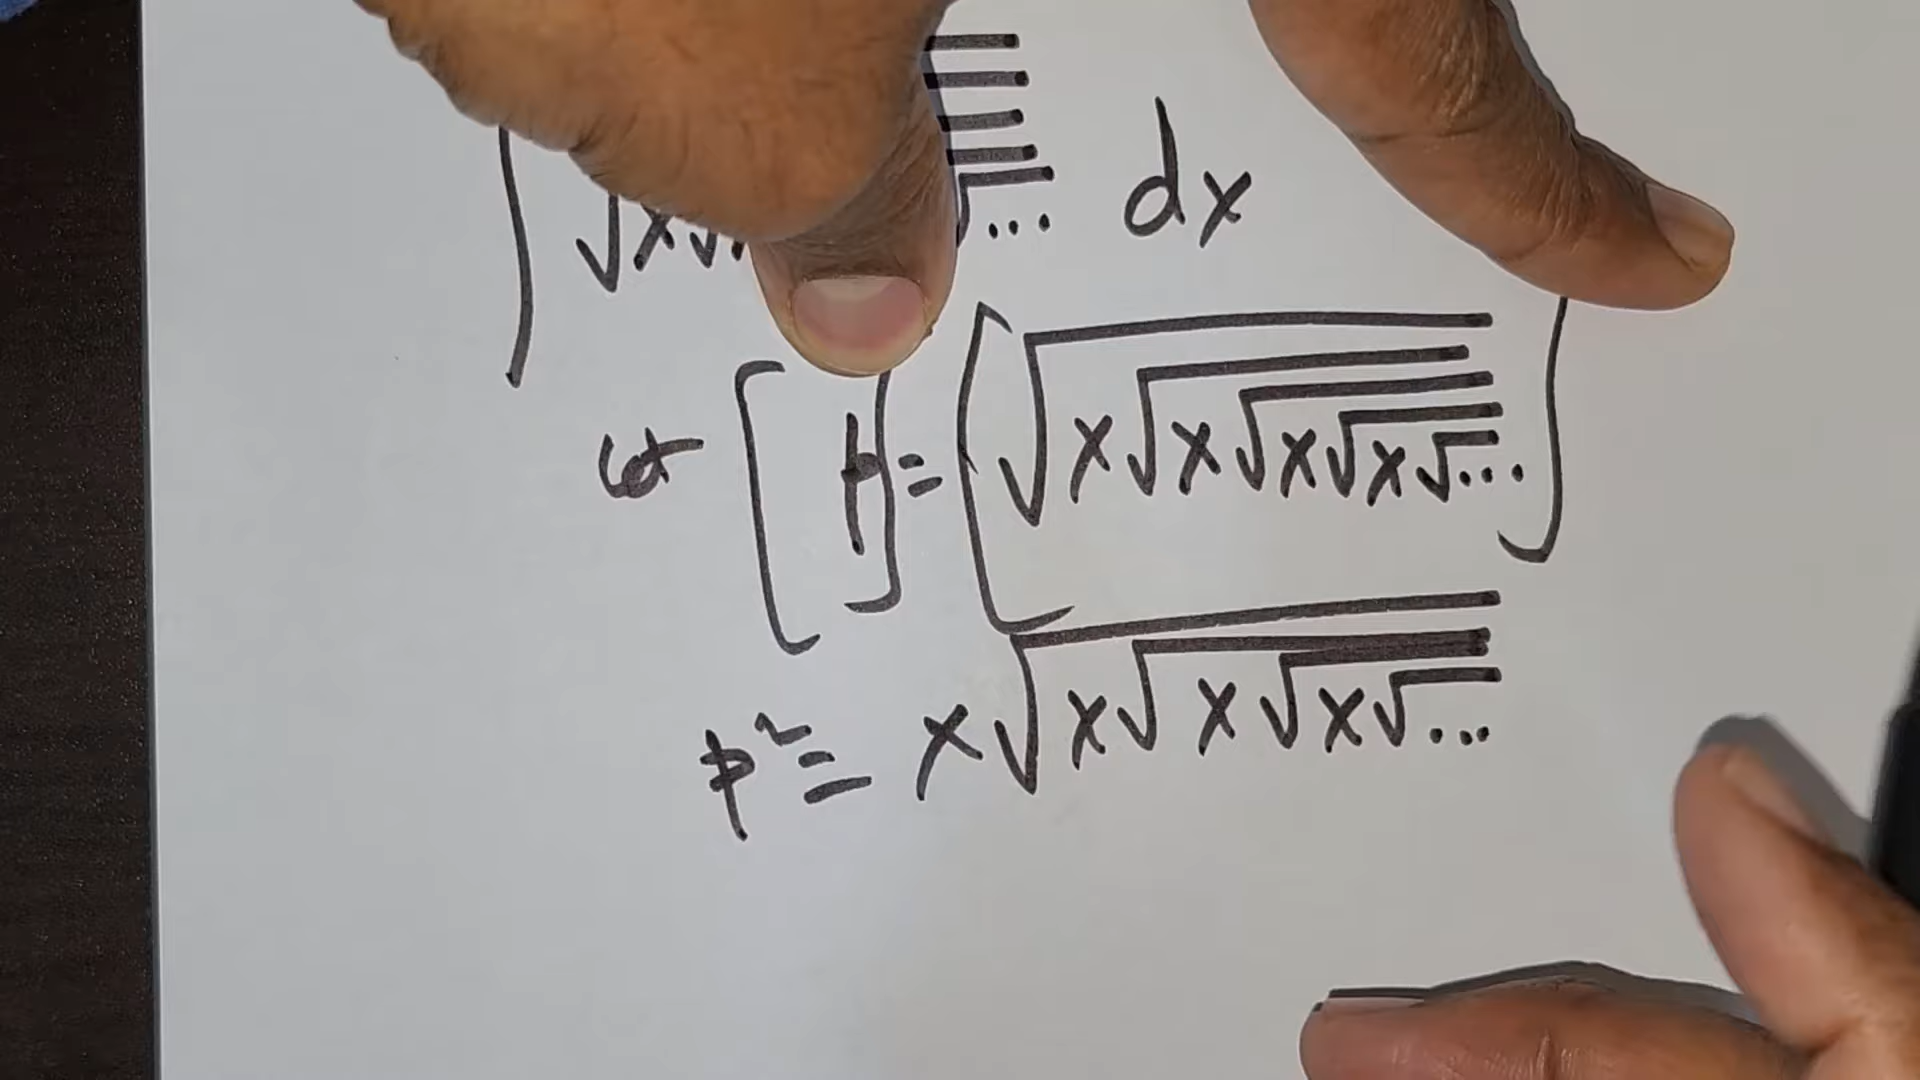 ∫ √x√x √... dx
let [p] = [√x√x√x√x√...]
p² = x√x√x√x√...